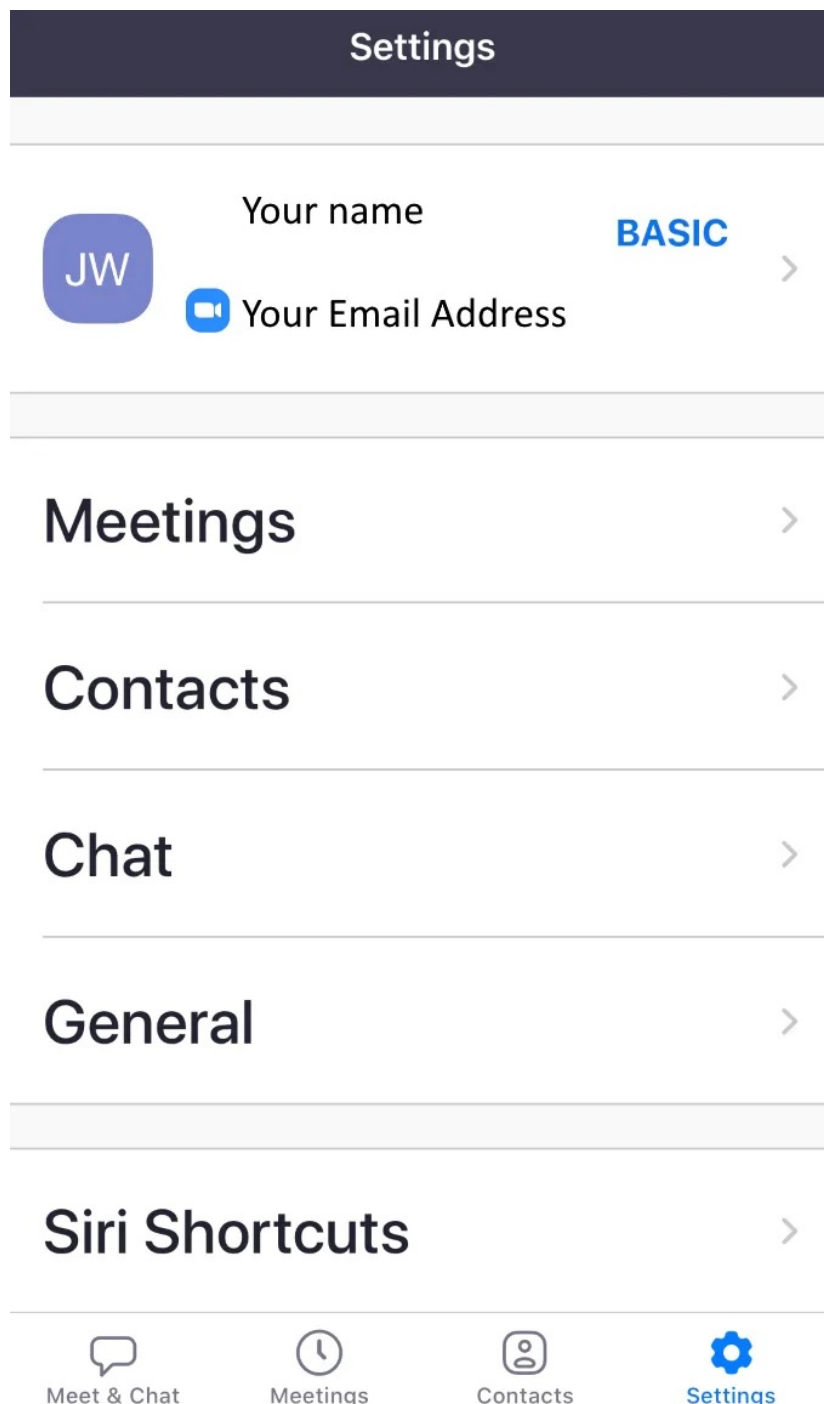 Settings
Your name
BASIC
JW
Your Email Address
Meetings
Contacts
Chat
General
Siri Shortcuts
Meet & Chat
Meetings
Contacts
Settings